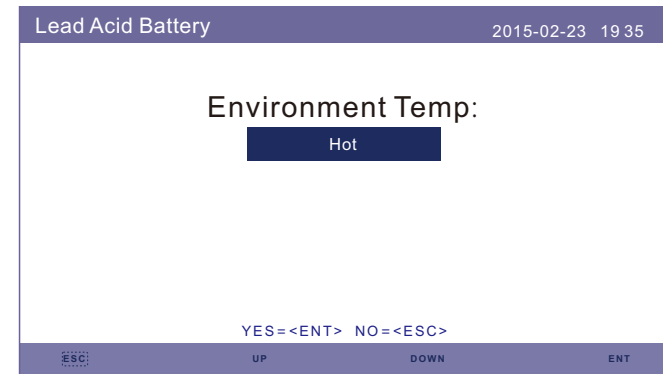 Lead Acid Battery 2015-02-23 19 35
Environment Temp:
Hot
YES=<ENT> NO=<ESC>
ESC UP DOWN ENT